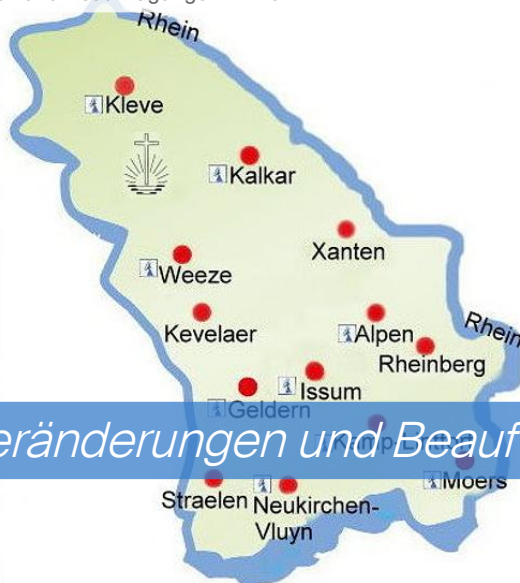 Rhein
Kleve
Kalkar
Xanten
Weeze
Kevelaer
Alpen
Rhein
Rheinberg
Issum
Geldern
eränderungen und Beauf
Moers
Straelen
Neukirchen-
Vluyn